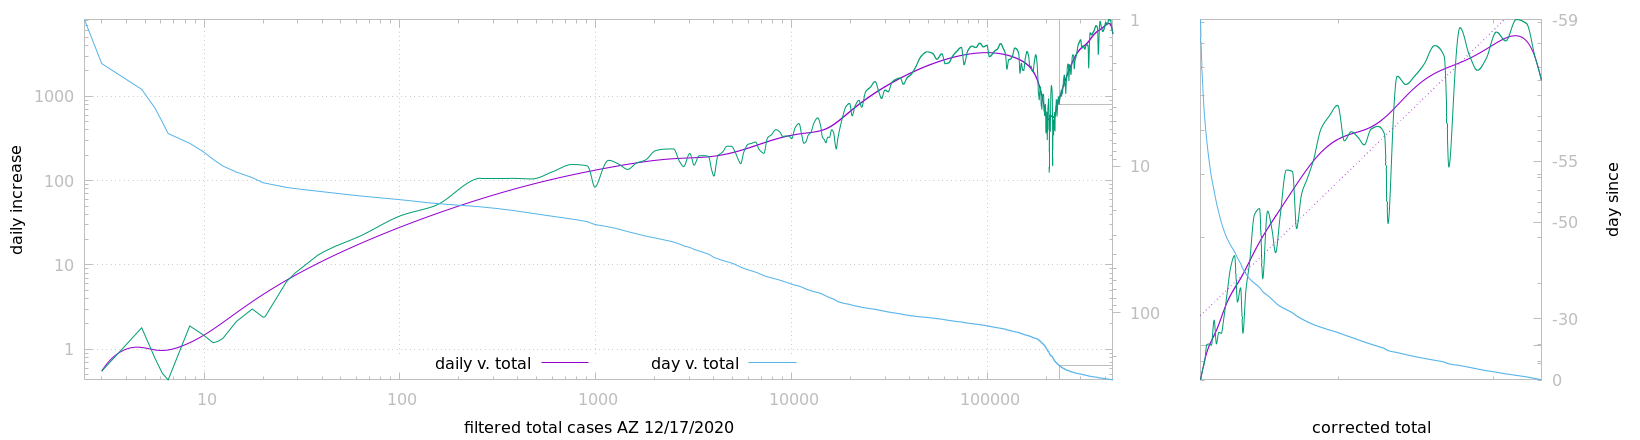 daily increase
1000
100
10
1
10
100
1000
10000
100000
1
10
100
daily v. total
day v. total
filtered total cases AZ 12/17/2020
-59
-55
-50
-30
0
day since
corrected total